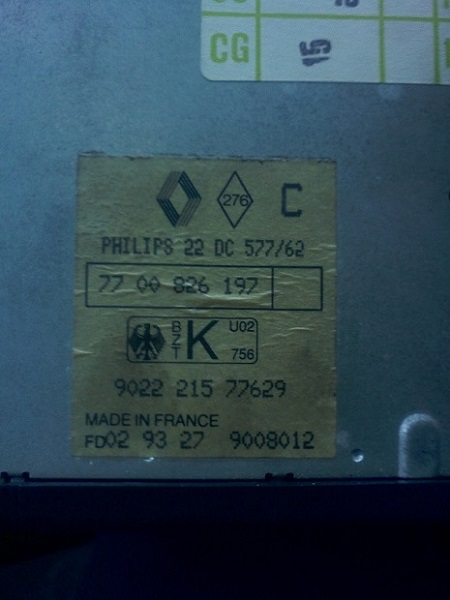 CG 15
276 C
PHILIPS 22 DC 577/62
77 00 826 197
BZT K U02
756
9022 215 77629
MADE IN FRANCE
FD02 93 27 9008012